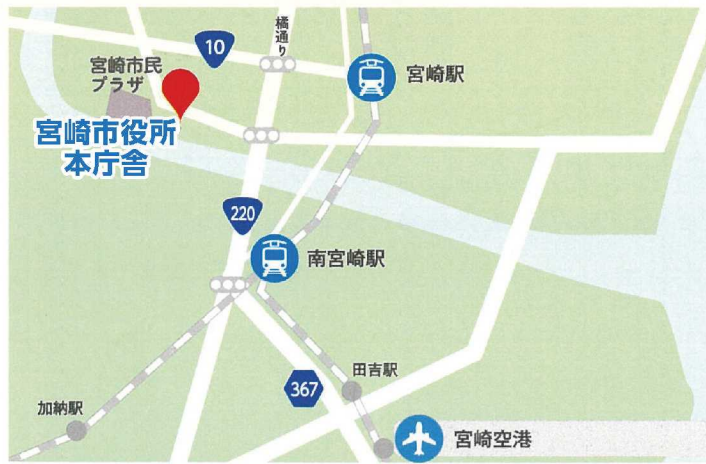 橘通り
10
宮崎市民
プラザ
宮崎駅
宮崎市役所
本庁舎
220
南宮崎駅
367
田吉駅
加納駅
宮崎空港